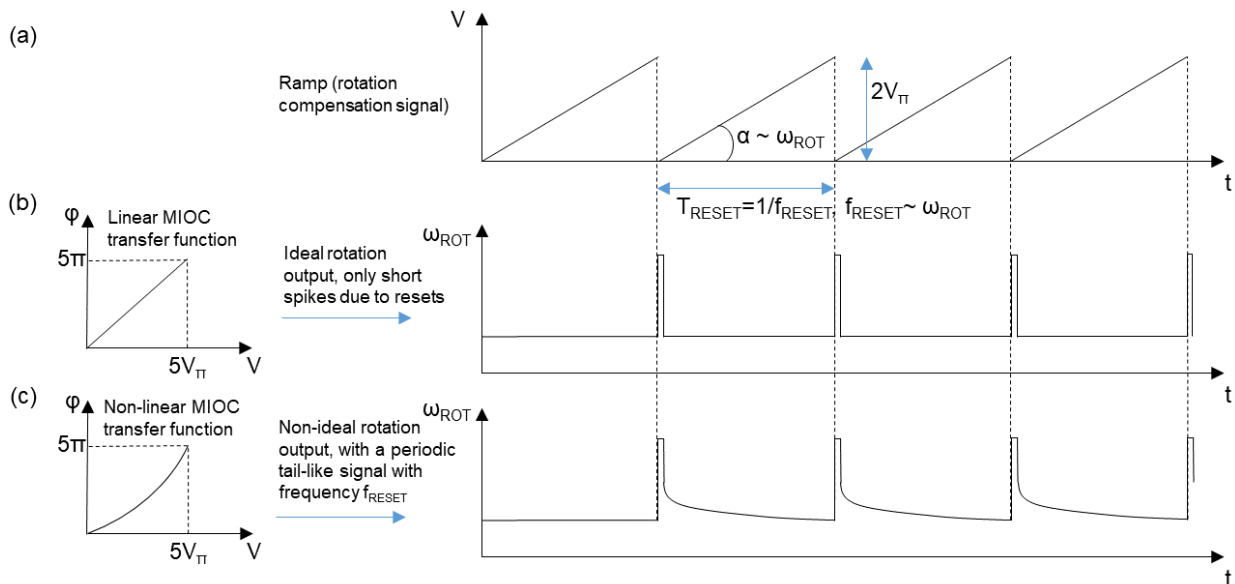 (a)
V
Ramp (rotation
compensation signal)
2Vπ
α ~ ωROT
t
TRESET=1/fRESET, fRESET~ ωROT
(b)
φ
Linear MIOC
transfer function
5π
5Vπ
V
Ideal rotation
output, only short
spikes due to resets
ωROT
t
(c)
φ
Non-linear MIOC
transfer function
5π
5Vπ
V
Non-ideal rotation
output, with a periodic
tail-like signal with
frequency fRESET
ωROT
t